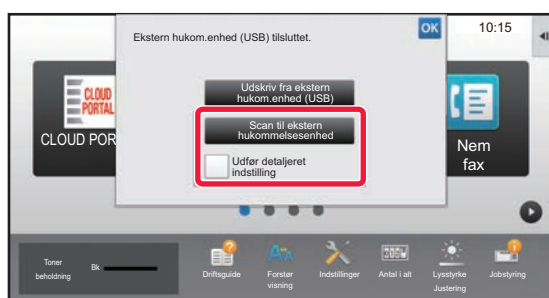 Ekstern hukom.enhed (USB) tilsluttet.
OK
10:15
Udskriv fra ekstern
hukom.enhed (USB)
Scan til ekstern
hukommelsesenhed
Udfør detaljeret
indstilling
CLOUD
PORTAL
CLOUD POR
Nem
fax
Toner
beholdning
Bk
Driftsguide
Forstør
visning
Indstillinger
Antal i alt
Lysstyrke
Justering
Jobstyring